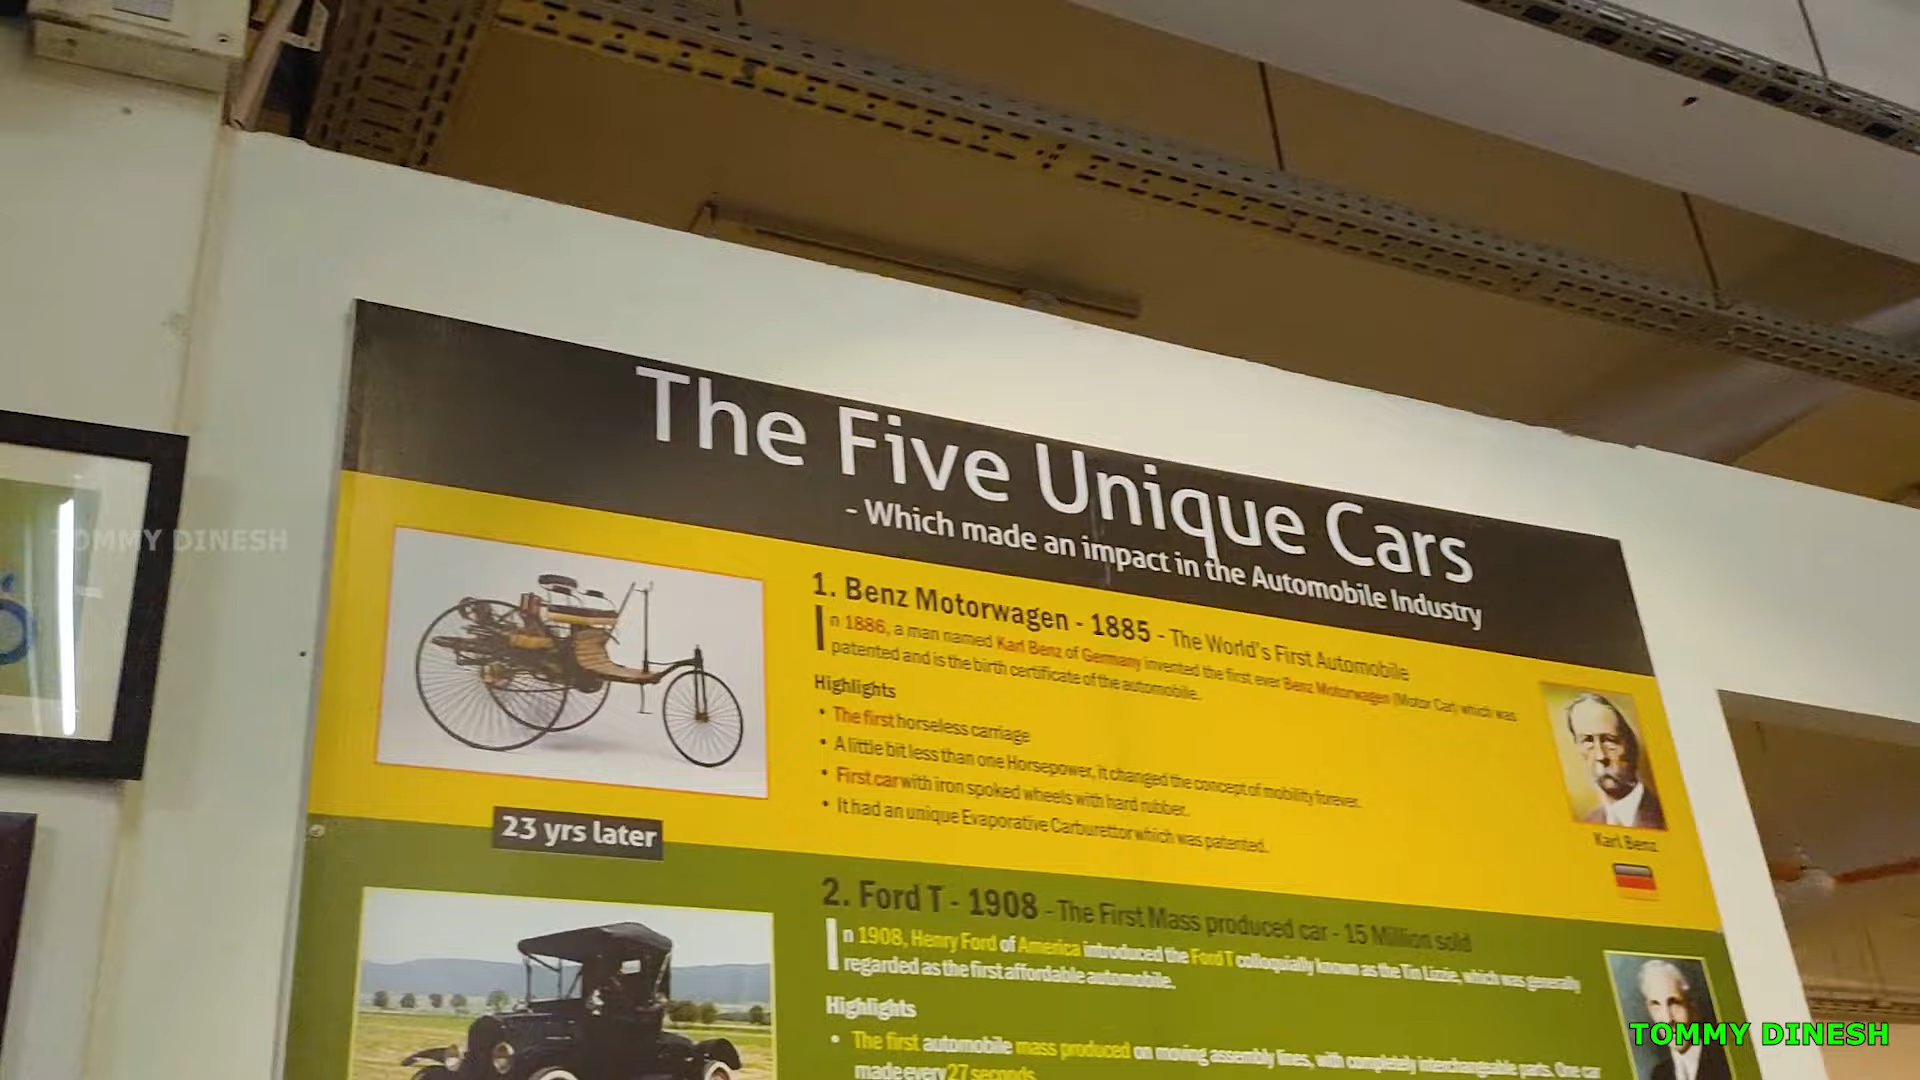 The Five Unique Cars
- Which made an impact in the Automobile Industry
1. Benz Motorwagen - 1885 - The World's First Automobile
In 1886, a man named Karl Benz of Germany invented the first ever Benz Motorwagen (Motor Car) which was
patented and is the birth certificate of the automobile.
Highlights
• The first horseless carriage
• A little bit less than one Horsepower, it changed the concept of mobility forever.
• First car with iron spoked wheels with hard rubber.
• It had an unique Evaporative Carburettor which was patented.
Karl Benz
23 yrs later
2. Ford T - 1908 - The First Mass produced car - 15 Million sold
In 1908, Henry Ford of America introduced the Ford T colloquially known as the Tin Lizzie, which was generally
regarded as the first affordable automobile.
Highlights
• The first automobile mass produced on moving assembly lines, with completely interchangeable parts. One car
made every 27 seconds.
TOMMY DINESH
TOMMY DINESH